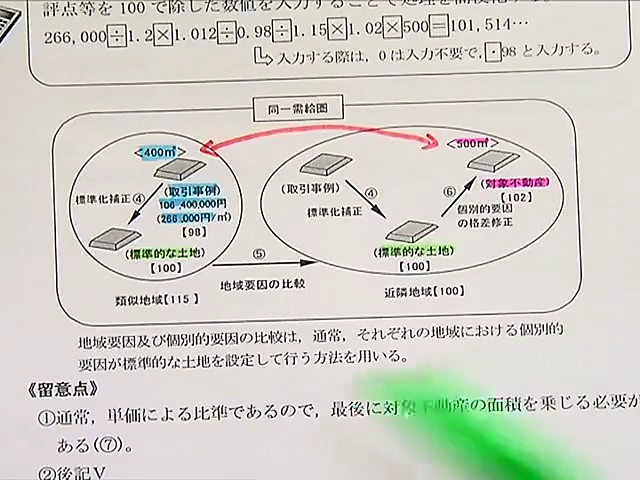 評点等を100で除した数値を入力することで処理を簡便化する。
266,000÷1.2×1.012÷0.98÷1.15×1.02×500=101,514…
入力する際は，0は入力不要で，・98と入力する。
同一需給圏
<400㎡>
(取引事例)
106,400,000円
(266,000円/㎡)
[98]
標準化補正④
(標準的な土地)
【100】
類似地域【115】
⑤
地域要因の比較
<500㎡>
(対象不動産)
【102】
(取引事例)
④
標準化補正
⑥
個別的要因
の格差修正
(標準的な土地)
【100】
近隣地域【100】
地域要因及び個別的要因の比較は，通常，それぞれの地域における個別的
要因が標準的な土地を設定して行う方法を用いる。
《留意点》
①通常，単価による比準であるので，最後に対象不動産の面積を乗じる必要が
ある(⑦)。
②後記Ⅴ